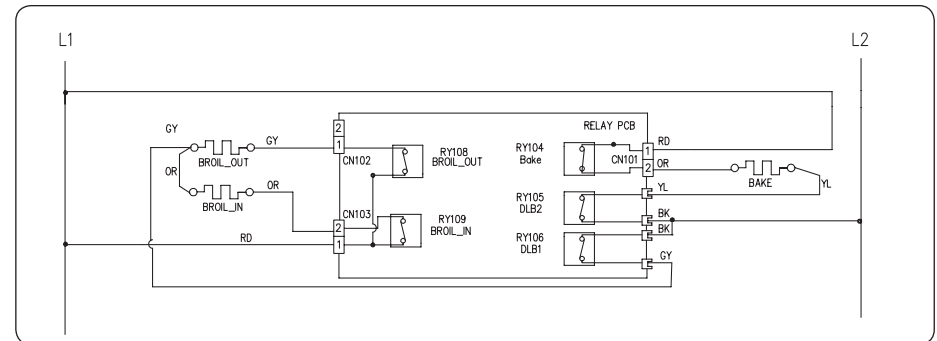 L1
L2
RELAY PCB
GY
GY
BROIL_OUT
OR
OR
BROIL_IN
RD
2
1
CN102
RY108
BROIL_OUT
CN103
2
1
RY109
BROIL_IN
RY104
Bake
CN101
1
2
RD
OR
BAKE
YL
YL
RY105
DLB2
BK
BK
RY106
DLB1
GY